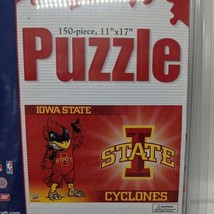 150-piece, 11"x17"
Puzzle
IOWA STATE
I
STATE
CYCLONES